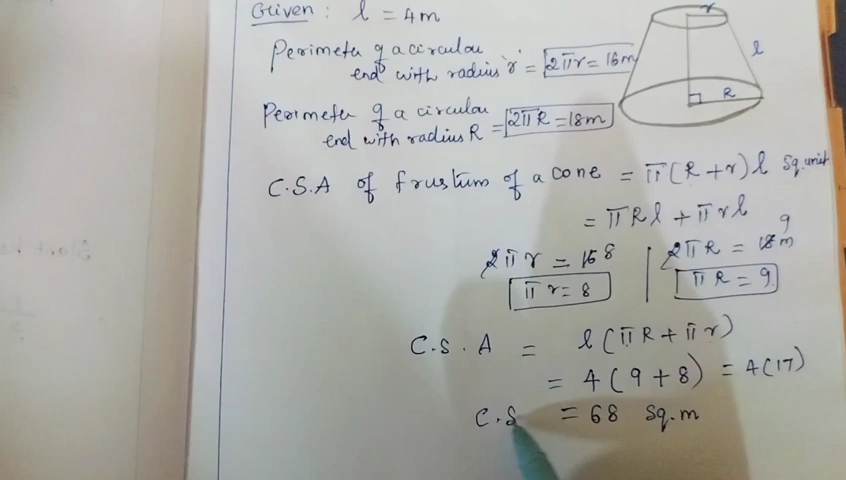 Given : l = 4m
Perimeter of a circular
end with radius 'r' = 2πr = 16m
Perimeter of a circular
end with radius R = 2πR = 18m
r
l
R
C.S.A of frustum of a cone = π(R+r)l Sq.unit
= πRl + πrl
2πr = 16 8
πr = 8
9
2πR = 18m
πR = 9
C.S.A = l(πR + πr)
= 4(9+8) = 4(17)
C.S = 68 Sq.m